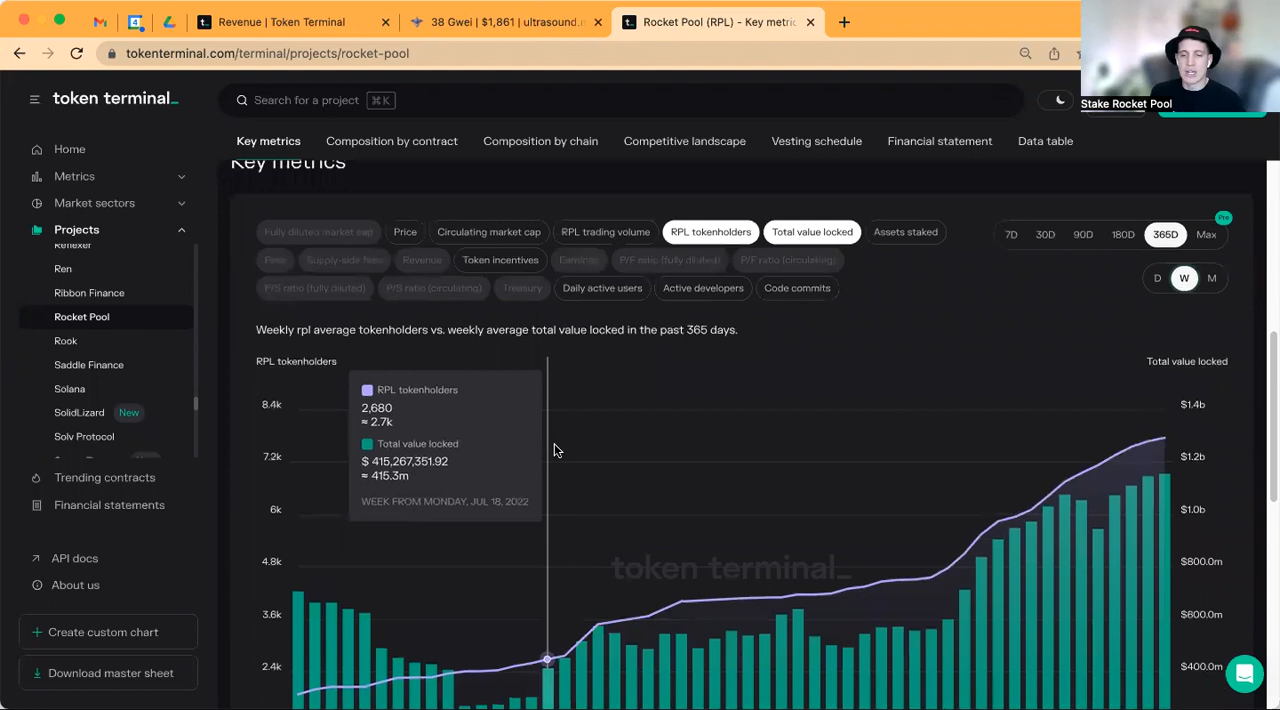 Revenue | Token Terminal
38 Gwei | $1,861 | ultrasound.m
Rocket Pool (RPL) - Key metric
tokenterminal.com/terminal/projects/rocket-pool
Stake Rocket Pool
token terminal_
Search for a project
⌘K
Home
Metrics
Market sectors
Projects
Ren
Ribbon Finance
Rocket Pool
Rook
Saddle Finance
Solana
SolidLizard New
Solv Protocol
Trending contracts
Financial statements
API docs
About us
Create custom chart
Download master sheet
Key metrics
Composition by contract
Composition by chain
Competitive landscape
Vesting schedule
Financial statement
Data table
Key metrics
Fully diluted market cap
Price
Circulating market cap
RPL trading volume
RPL tokenholders
Total value locked
Assets staked
Fees
Supply-side fees
Revenue
Token incentives
Earnings
P/F ratio (fully diluted)
P/F ratio (circulating)
P/S ratio (fully diluted)
P/S ratio (circulating)
Treasury
Daily active users
Active developers
Code commits
Pro
7D
30D
90D
180D
365D
Max
D
W
M
Weekly rpl average tokenholders vs. weekly average total value locked in the past 365 days.
RPL tokenholders
Total value locked
8.4k
7.2k
6k
4.8k
3.6k
2.4k
RPL tokenholders
2,680
≈ 2.7k
Total value locked
$ 415,267,351.92
≈ 415.3m
WEEK FROM MONDAY, JUL 18, 2022
token terminal_
$1.4b
$1.2b
$1.0b
$800.0m
$600.0m
$400.0m